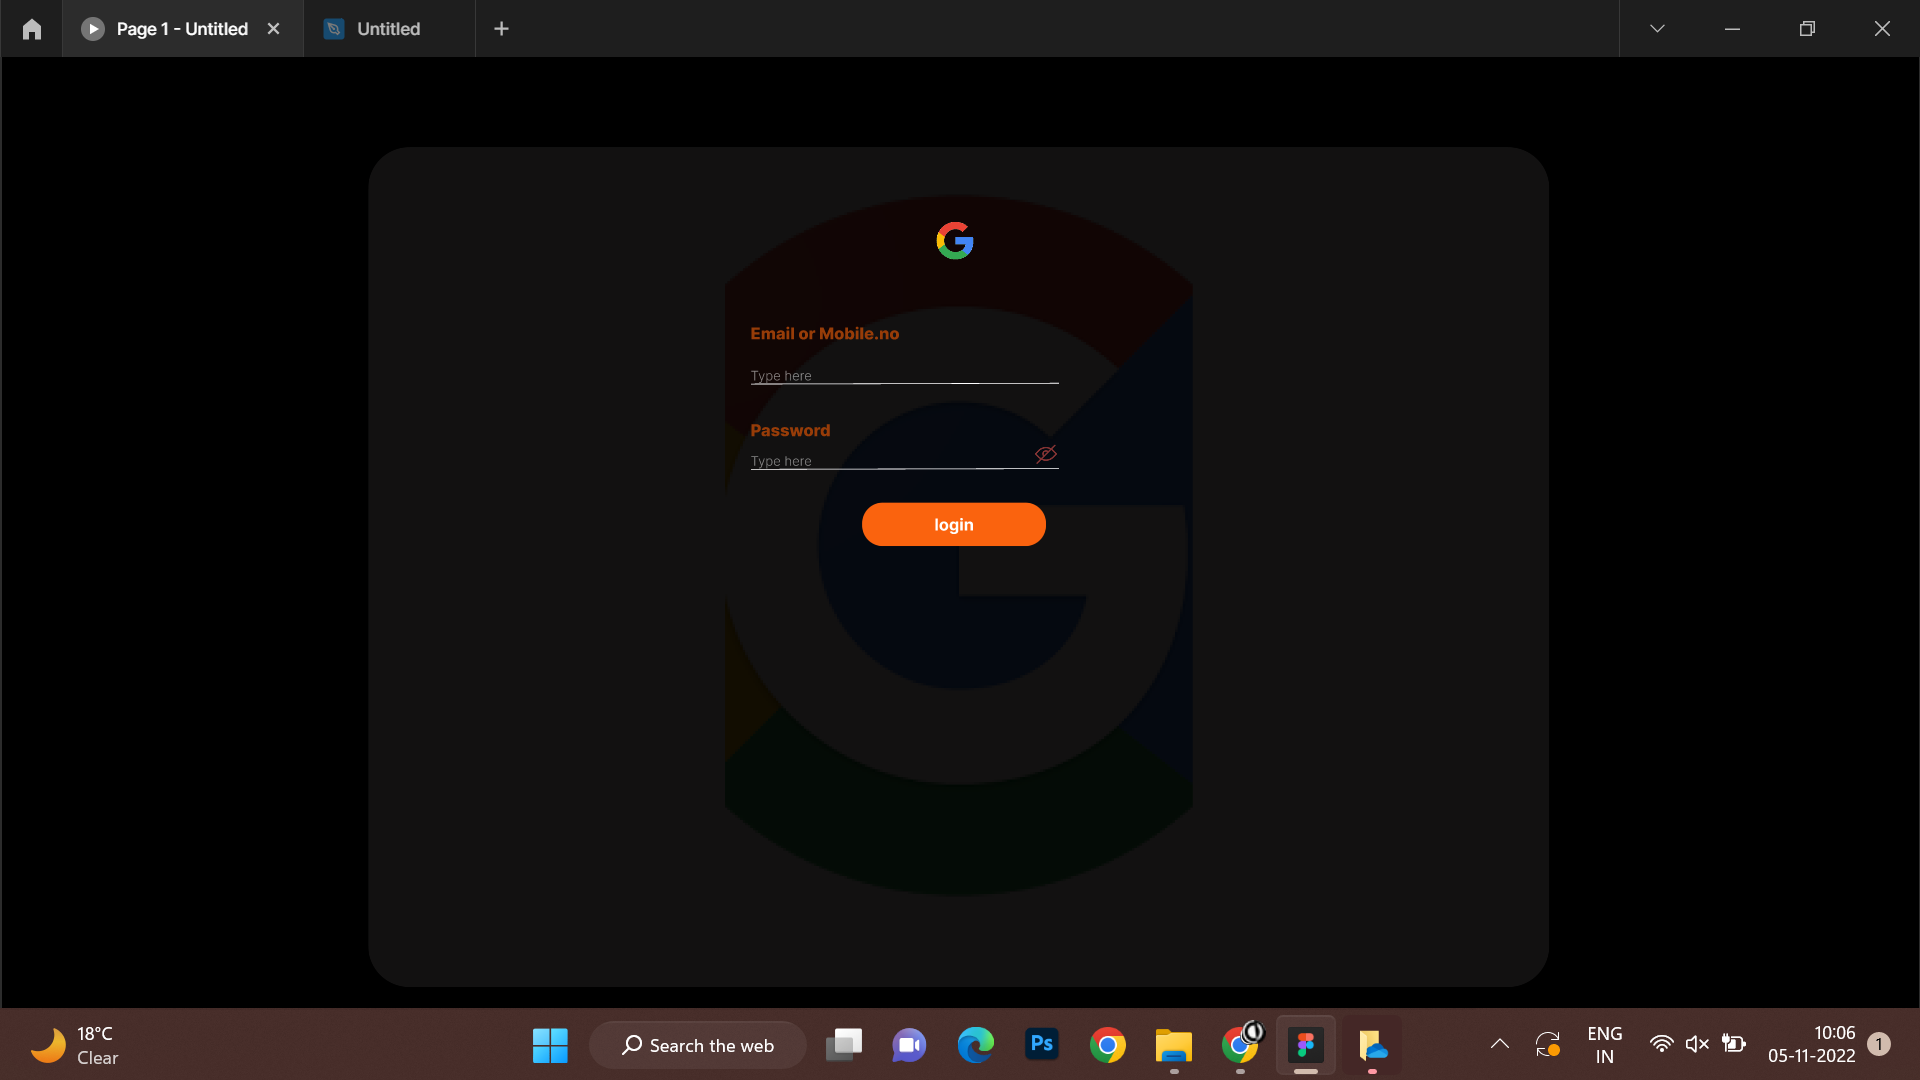 Page 1 - Untitled
Untitled
Email or Mobile.no
Type here
Password
Type here
login
18°C
Clear
Search the web
Ps
ENG
IN
10:06
05-11-2022
1